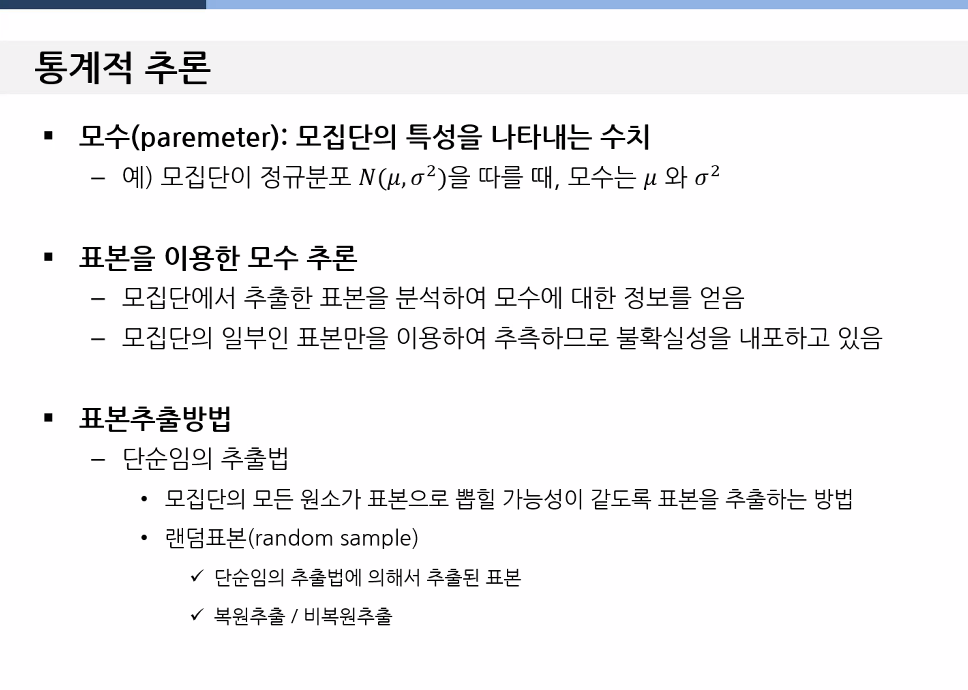 통계적 추론
▪ 모수(paremeter): 모집단의 특성을 나타내는 수치
– 예) 모집단이 정규분포 N(μ, σ²)을 따를 때, 모수는 μ 와 σ²
▪ 표본을 이용한 모수 추론
– 모집단에서 추출한 표본을 분석하여 모수에 대한 정보를 얻음
– 모집단의 일부인 표본만을 이용하여 추측하므로 불확실성을 내포하고 있음
▪ 표본추출방법
– 단순임의 추출법
• 모집단의 모든 원소가 표본으로 뽑힐 가능성이 같도록 표본을 추출하는 방법
• 랜덤표본(random sample)
✓ 단순임의 추출법에 의해서 추출된 표본
✓ 복원추출 / 비복원추출